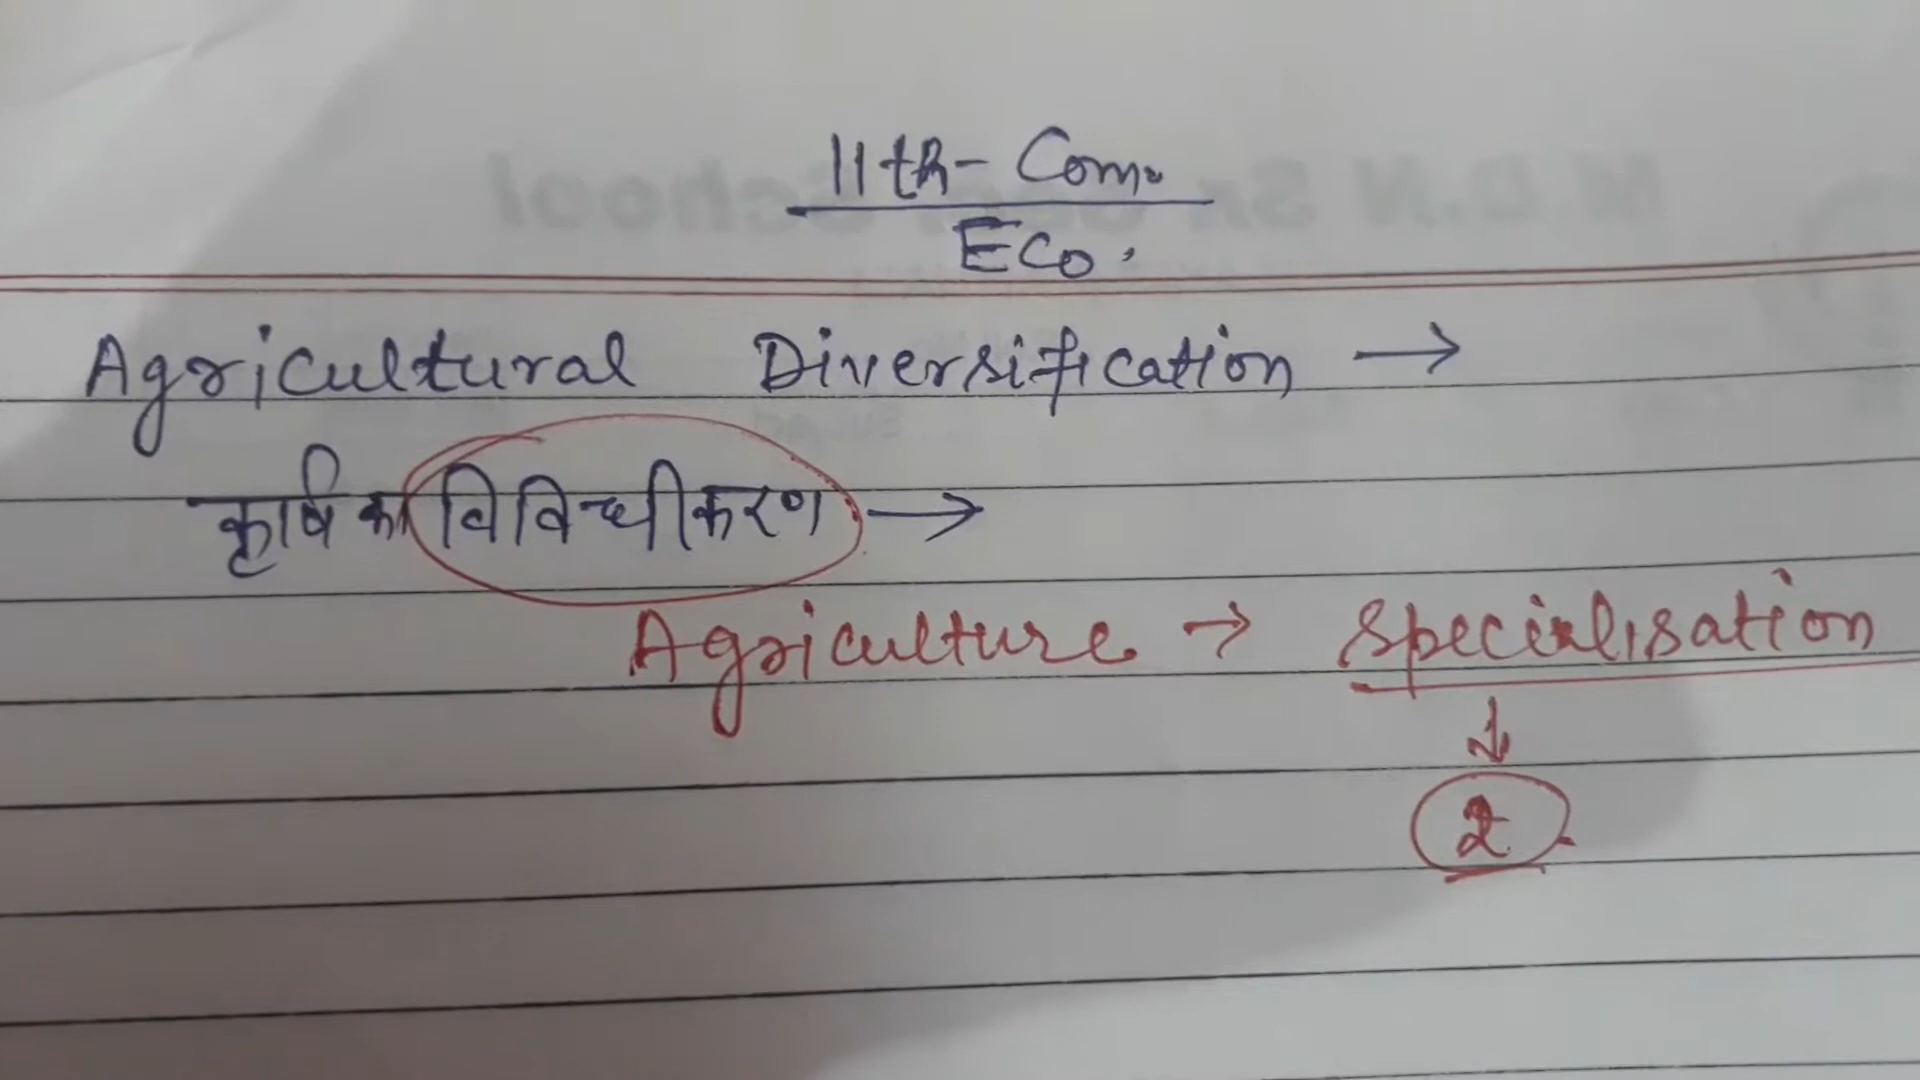 11th- Com.
Eco.
Agricultural Diversification →
कृषि का विविधीकरण →
Agriculture → Specialisation
↓
2